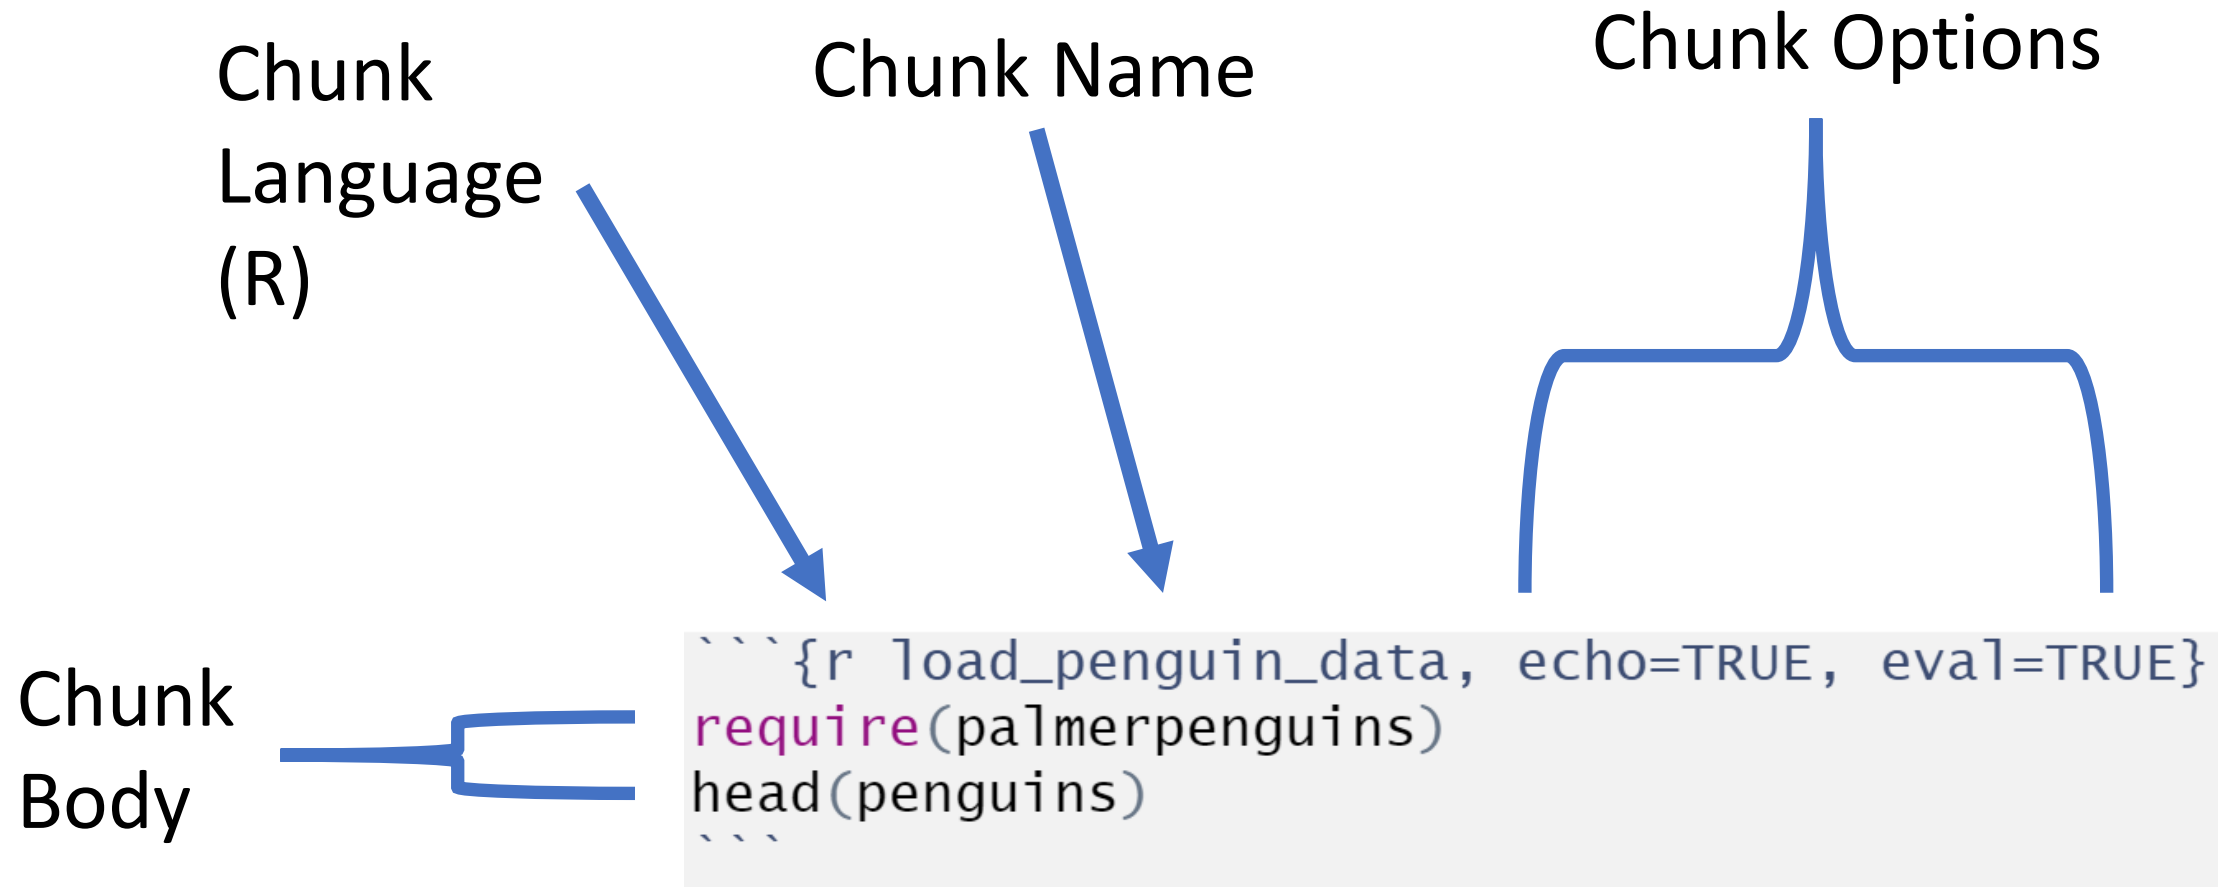 Chunk
Language
(R)
Chunk Name
Chunk Options
Chunk
Body
```{r load_penguin_data, echo=TRUE, eval=TRUE}
require(palmerpenguins)
head(penguins)
```